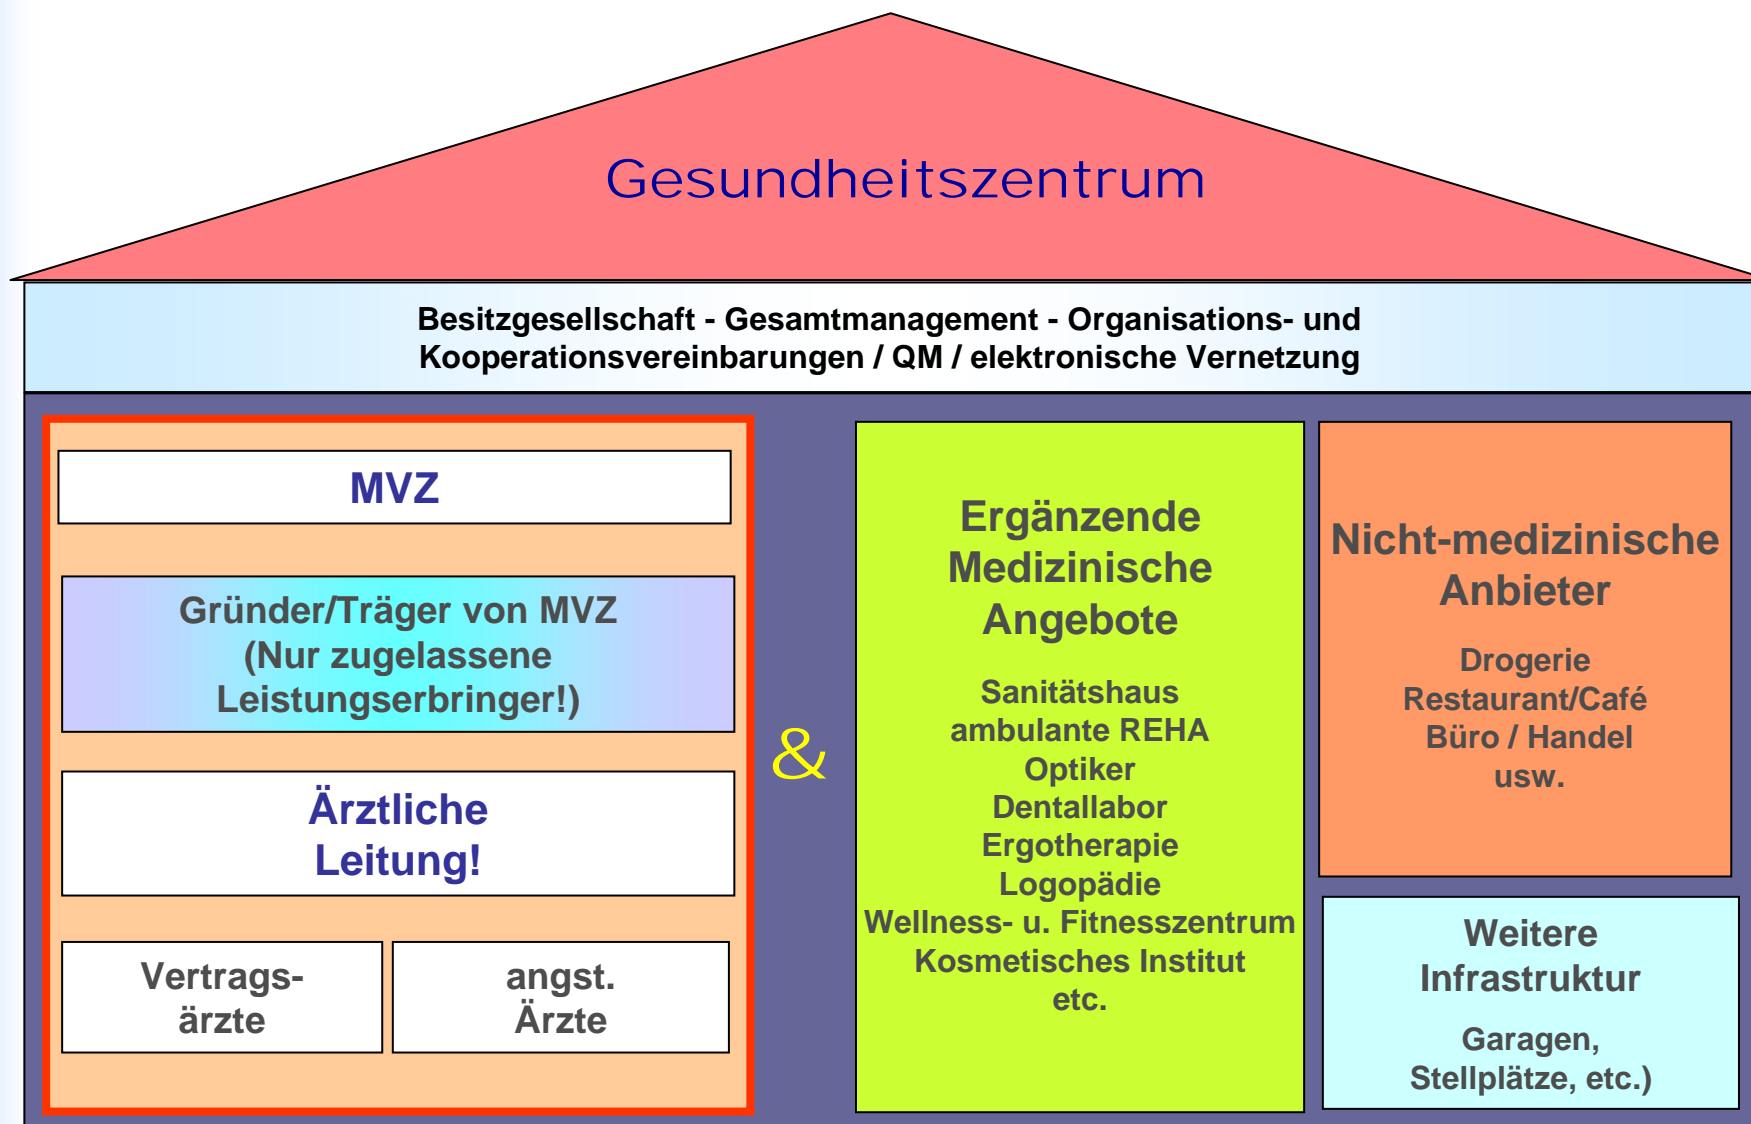 Gesundheitszentrum
Besitzgesellschaft - Gesamtmanagement - Organisations- und
Kooperationsvereinbarungen / QM / elektronische Vernetzung
MVZ
Gründer/Träger von MVZ
(Nur zugelassene
Leistungserbringer!)
Ärztliche
Leitung!
Vertrags-
ärzte
angst.
Ärzte
&
Ergänzende
Medizinische
Angebote
Sanitätshaus
ambulante REHA
Optiker
Dentallabor
Ergotherapie
Logopädie
Wellness- u. Fitnesszentrum
Kosmetisches Institut
etc.
Nicht-medizinische
Anbieter
Drogerie
Restaurant/Café
Büro / Handel
usw.
Weitere
Infrastruktur
Garagen,
Stellplätze, etc.)